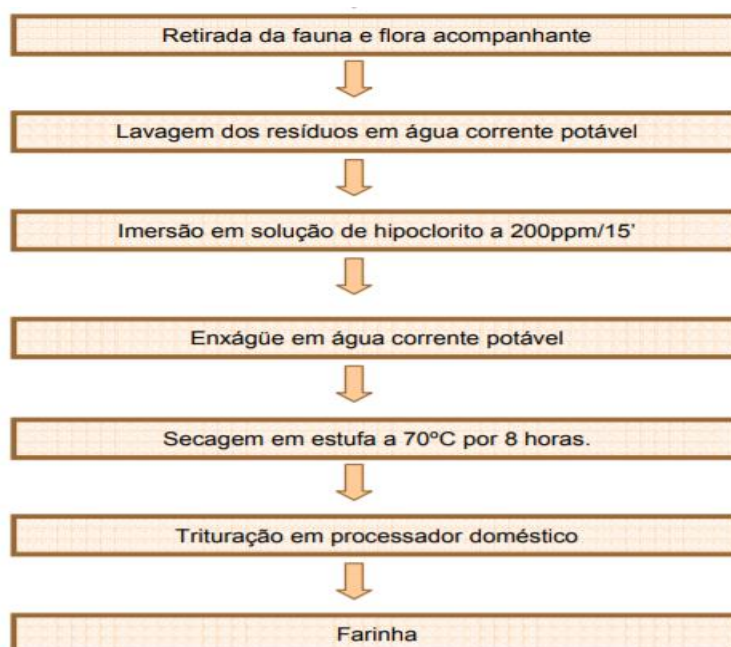 Retirada da fauna e flora acompanhante
Lavagem dos resíduos em água corrente potável
Imersão em solução de hipoclorito a 200ppm/15’
Enxágüe em água corrente potável
Secagem em estufa a 70ºC por 8 horas.
Trituração em processador doméstico
Farinha